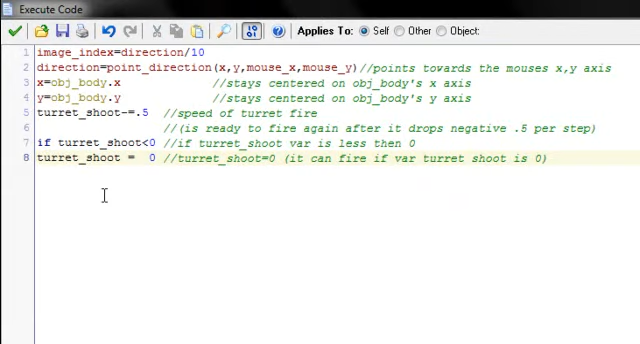 Execute Code
Applies To: Self Other Object:
1 image_index=direction/10
2 direction=point_direction(x,y,mouse_x,mouse_y)//points towards the mouses x,y axis
3 x=obj_body.x //stays centered on obj_body's x axis
4 y=obj_body.y //stays centered on obj_body's y axis
5 turret_shoot-=.5 //speed of turret fire
6 //(is ready to fire again after it drops negative .5 per step)
7 if turret_shoot<0 //if turret_shoot var is less then 0
8 turret_shoot = 0 //turret_shoot=0 (it can fire if var turret shoot is 0)